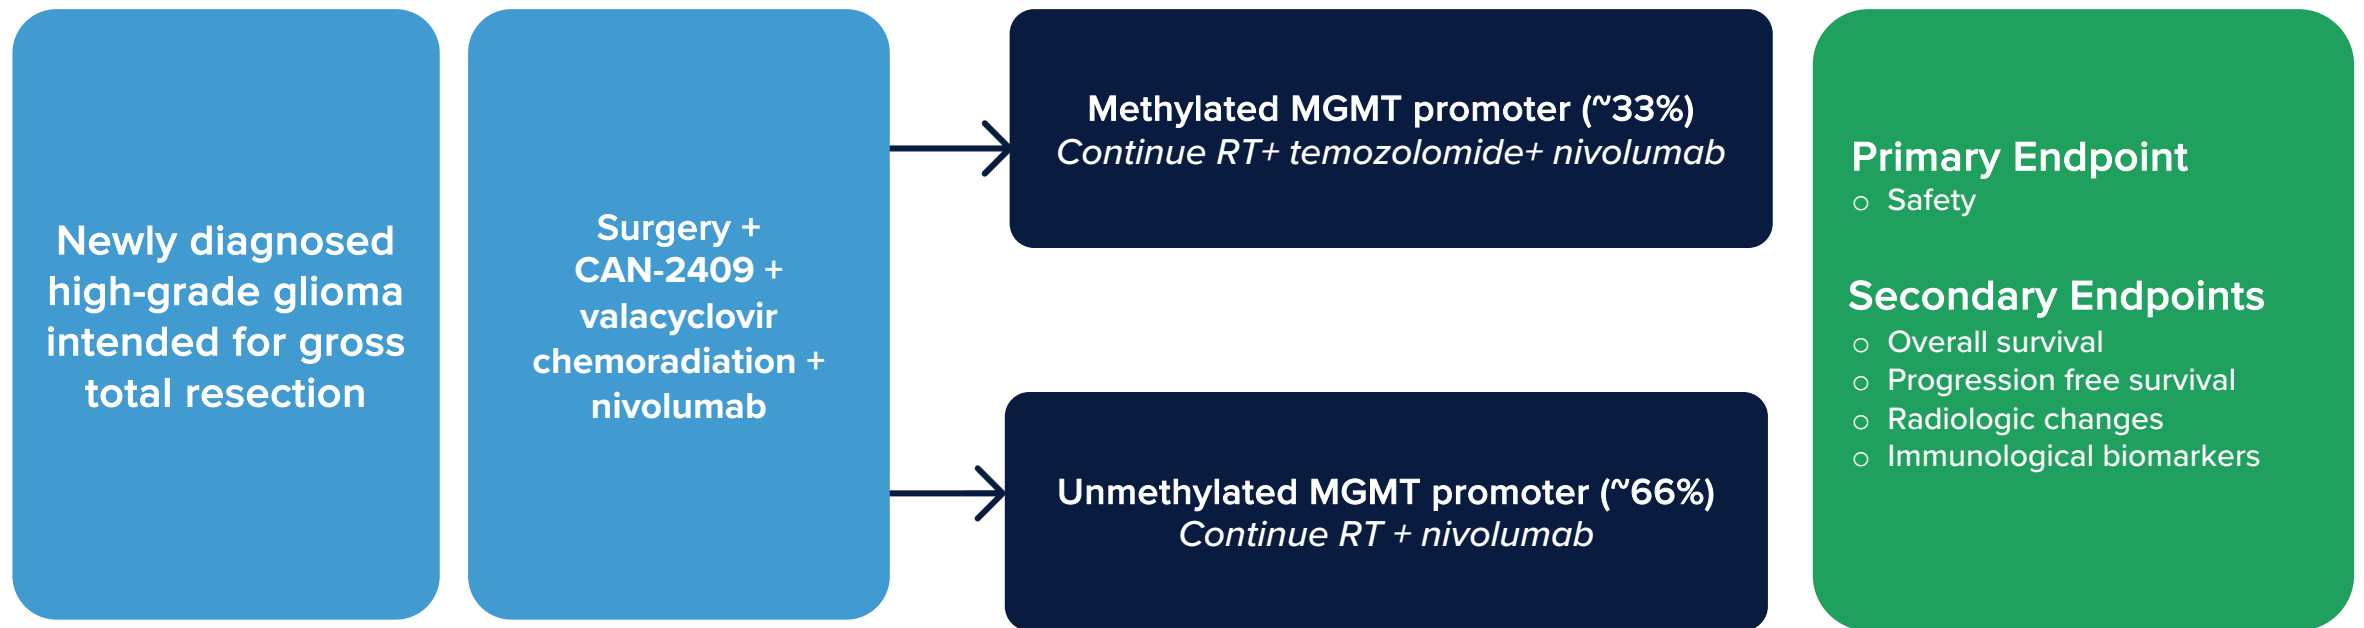 Newly diagnosed
high-grade glioma
intended for gross
total resection
Surgery +
CAN-2409 +
valacyclovir
chemoradiation +
nivolumab
Methylated MGMT promoter (~33%)
Continue RT+ temozolomide+ nivolumab
Unmethylated MGMT promoter (~66%)
Continue RT + nivolumab
Primary Endpoint
○ Safety
Secondary Endpoints
○ Overall survival
○ Progression free survival
○ Radiologic changes
○ Immunological biomarkers